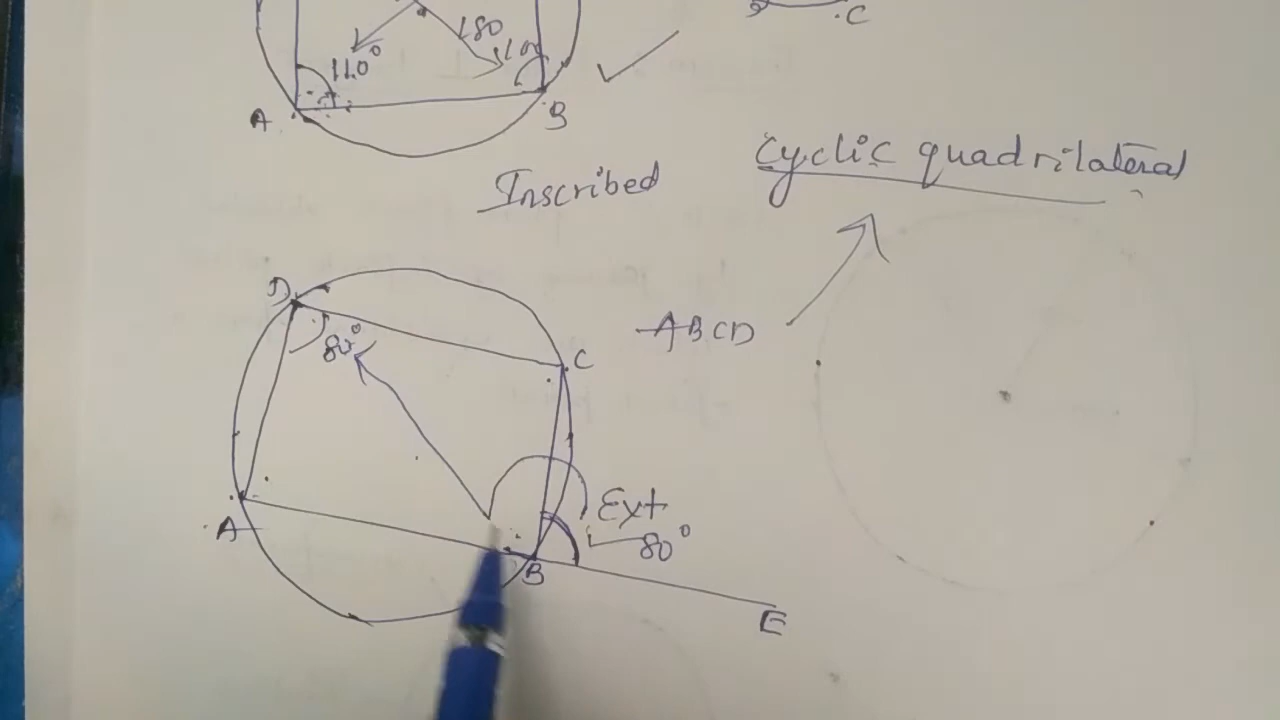 .C
180
110°
A
B
Cyclic quadrilateral
Inscribed
D
80°
C
ABCD
A
B
Ext
80°
E